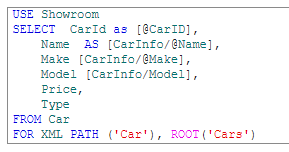 USE Showroom
SELECT  CarId as [@CarID],
    Name  AS [CarInfo/@Name],
    Make [CarInfo/@Make],
    Model [CarInfo/Model],
    Price,
    Type
FROM Car
FOR XML PATH ('Car'), ROOT('Cars')